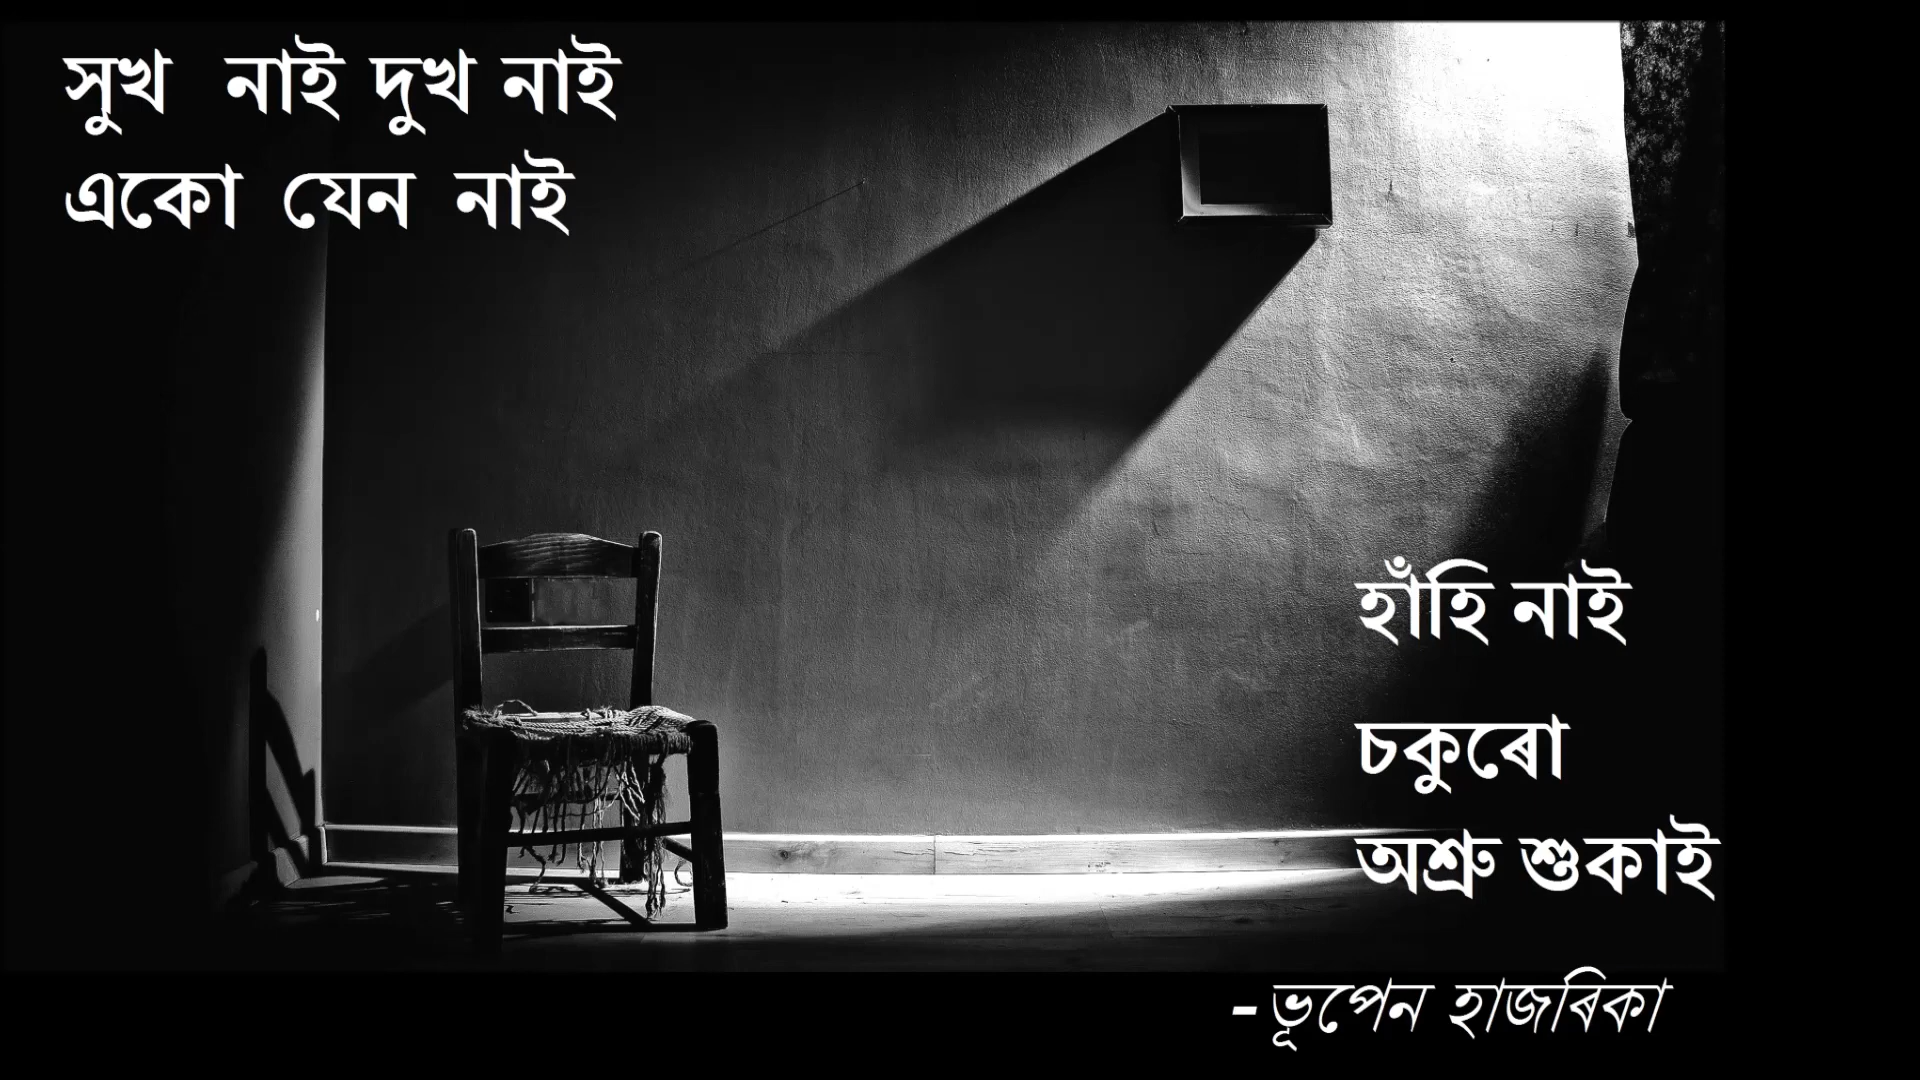 সুখ নাই দুখ নাই
একো যেন নাই
হাঁহি নাই
চকুৰো
অশ্ৰু শুকাই
-ভূপেন হাজৰিকা